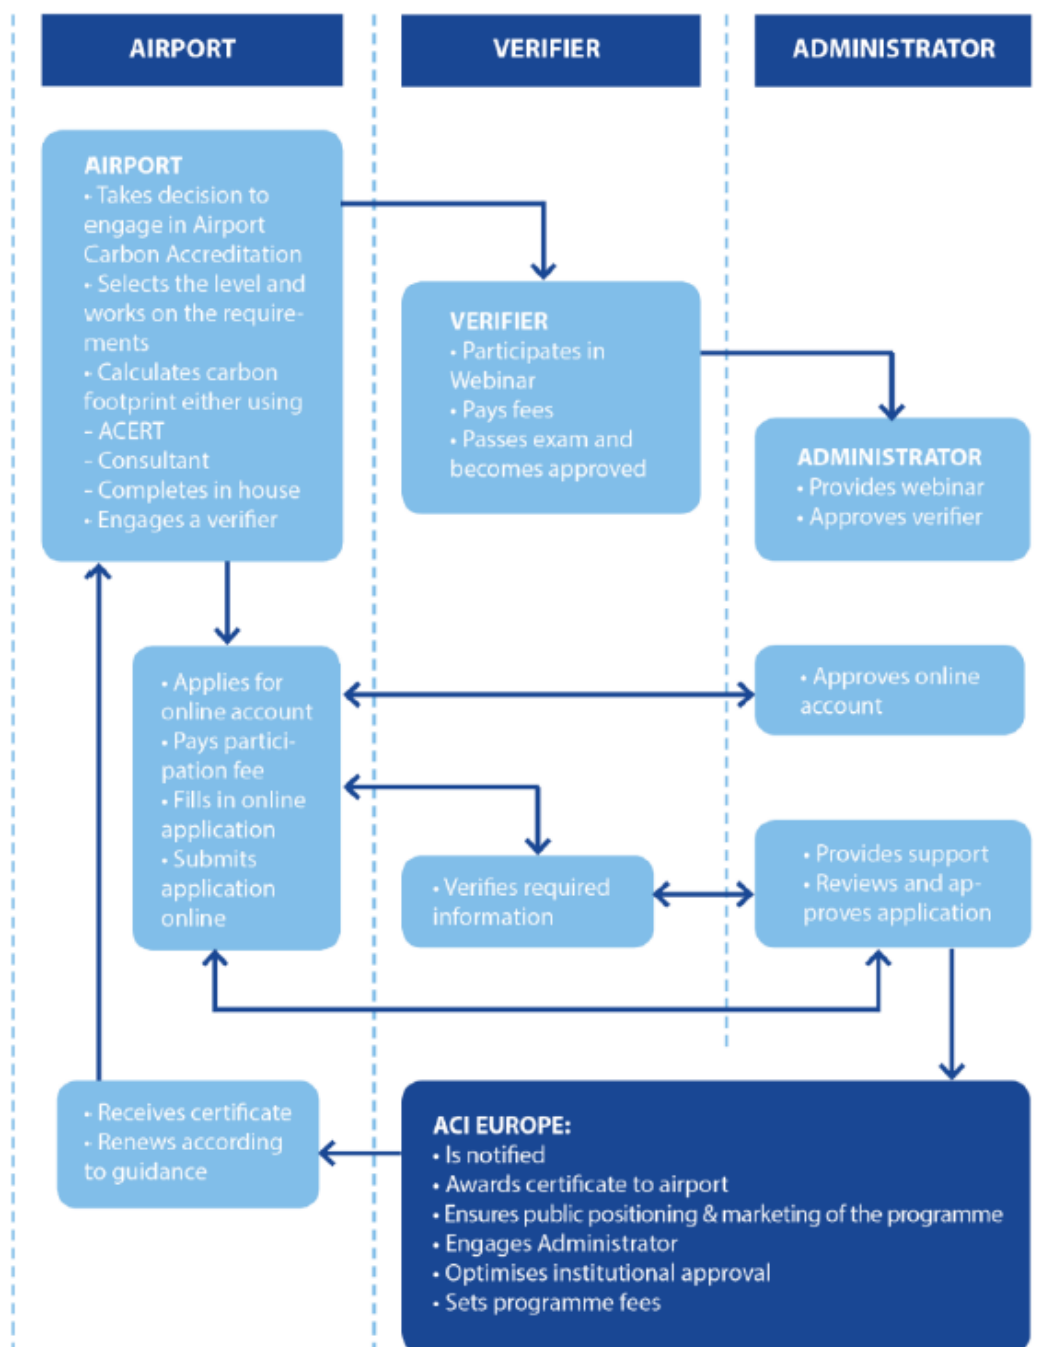 AIRPORT
VERIFIER
ADMINISTRATOR
AIRPORT
• Takes decision to
engage in Airport
Carbon Accreditation
• Selects the level and
works on the require-
ments
• Calculates carbon
footprint either using
- ACERT
- Consultant
- Completes in house
• Engages a verifier
VERIFIER
• Participates in
Webinar
• Pays fees
• Passes exam and
becomes approved
ADMINISTRATOR
• Provides webinar
• Approves verifier
• Applies for
online account
• Pays partici-
pation fee
• Fills in online
application
• Submits
application
online
• Approves online
account
• Verifies required
information
• Provides support
• Reviews and ap-
proves application
• Receives certificate
• Renews according
to guidance
ACI EUROPE:
• Is notified
• Awards certificate to airport
• Ensures public positioning & marketing of the programme
• Engages Administrator
• Optimises institutional approval
• Sets programme fees